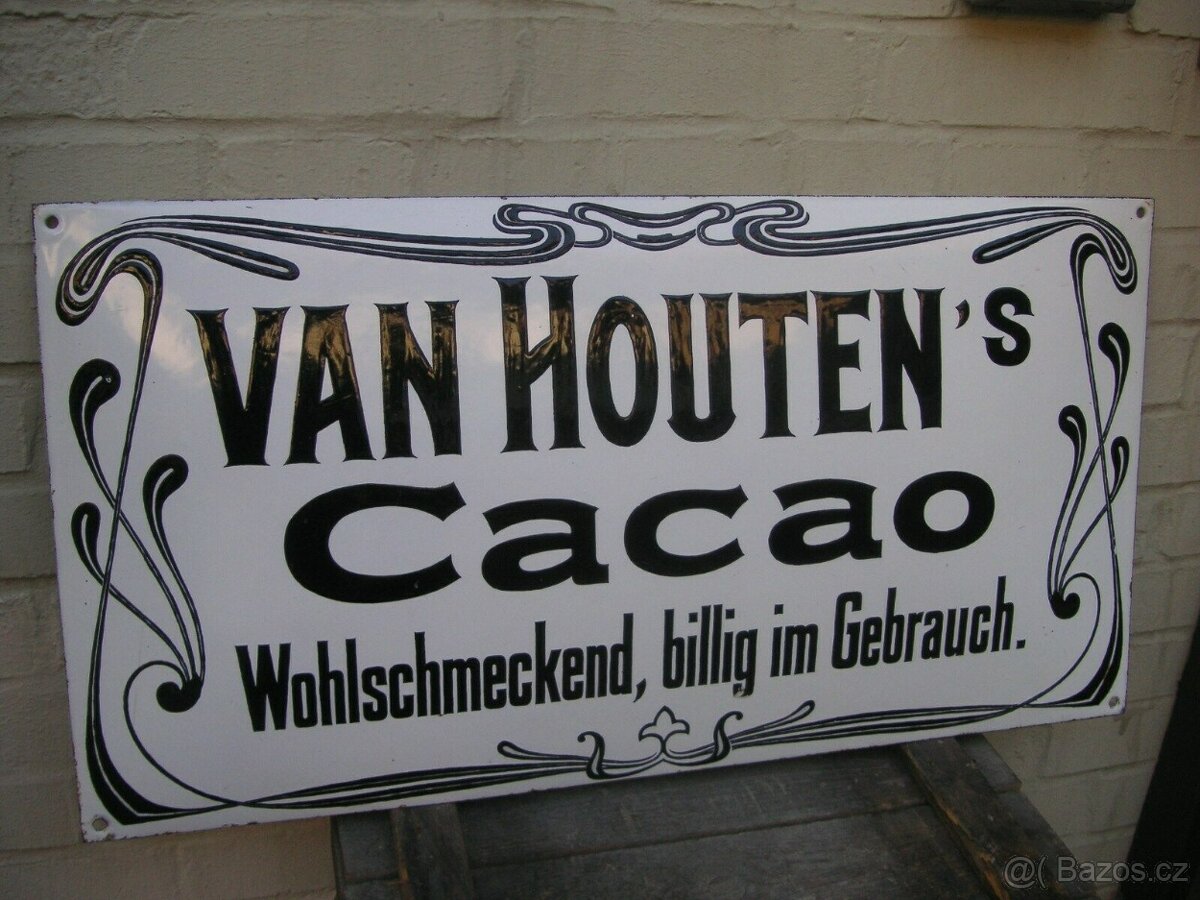 VAN HOUTEN'S
Cacao
Wohlschmeckend, billig im Gebrauch.
@( Bazos.cz